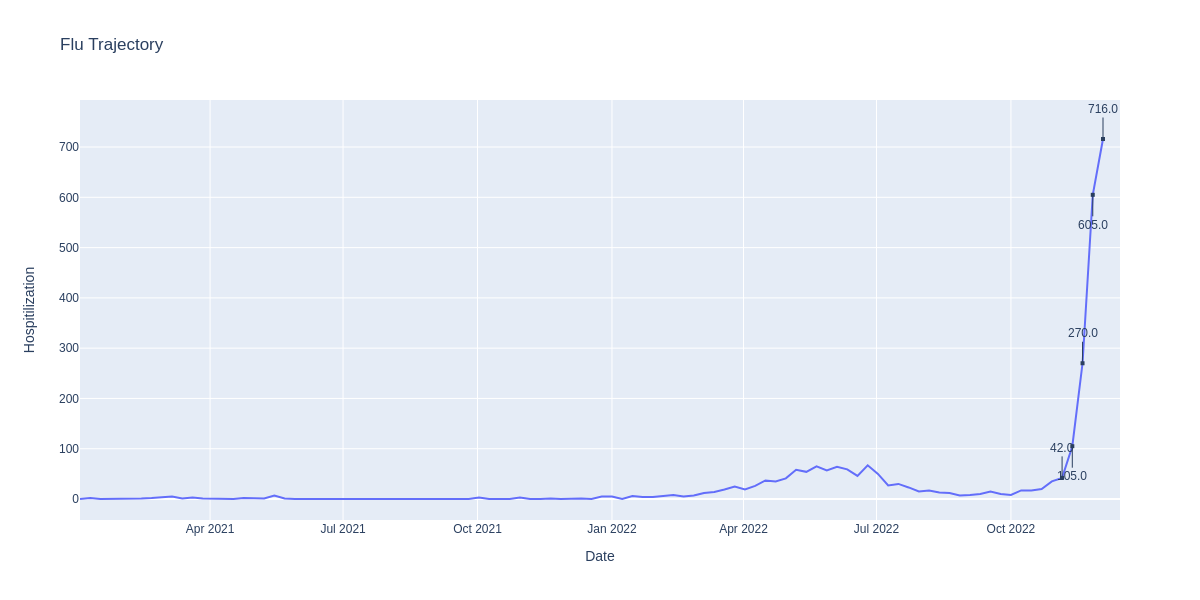 Flu Trajectory
716.0
700
600
605.0
500
400
270.0
300
200
42.0
100
105.0
0
Hospitilization
Apr 2021
Jul 2021
Oct 2021
Jan 2022
Apr 2022
Jul 2022
Oct 2022
Date